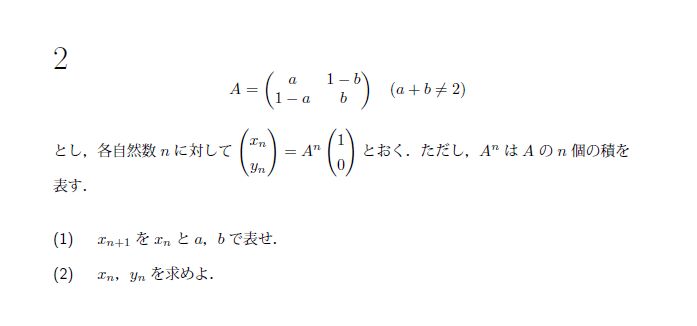 2
A = \begin{pmatrix} a & 1-b \\ 1-a & b \end{pmatrix} (a + b ≠ 2)
とし,各自然数 n に対して \begin{pmatrix} x_n \\ y_n \end{pmatrix} = A^n \begin{pmatrix} 1 \\ 0 \end{pmatrix} とおく.ただし,A^n は A の n 個の積を
表す.
(1) x_{n+1} を x_n と a,b で表せ.
(2) x_n,y_n を求めよ.